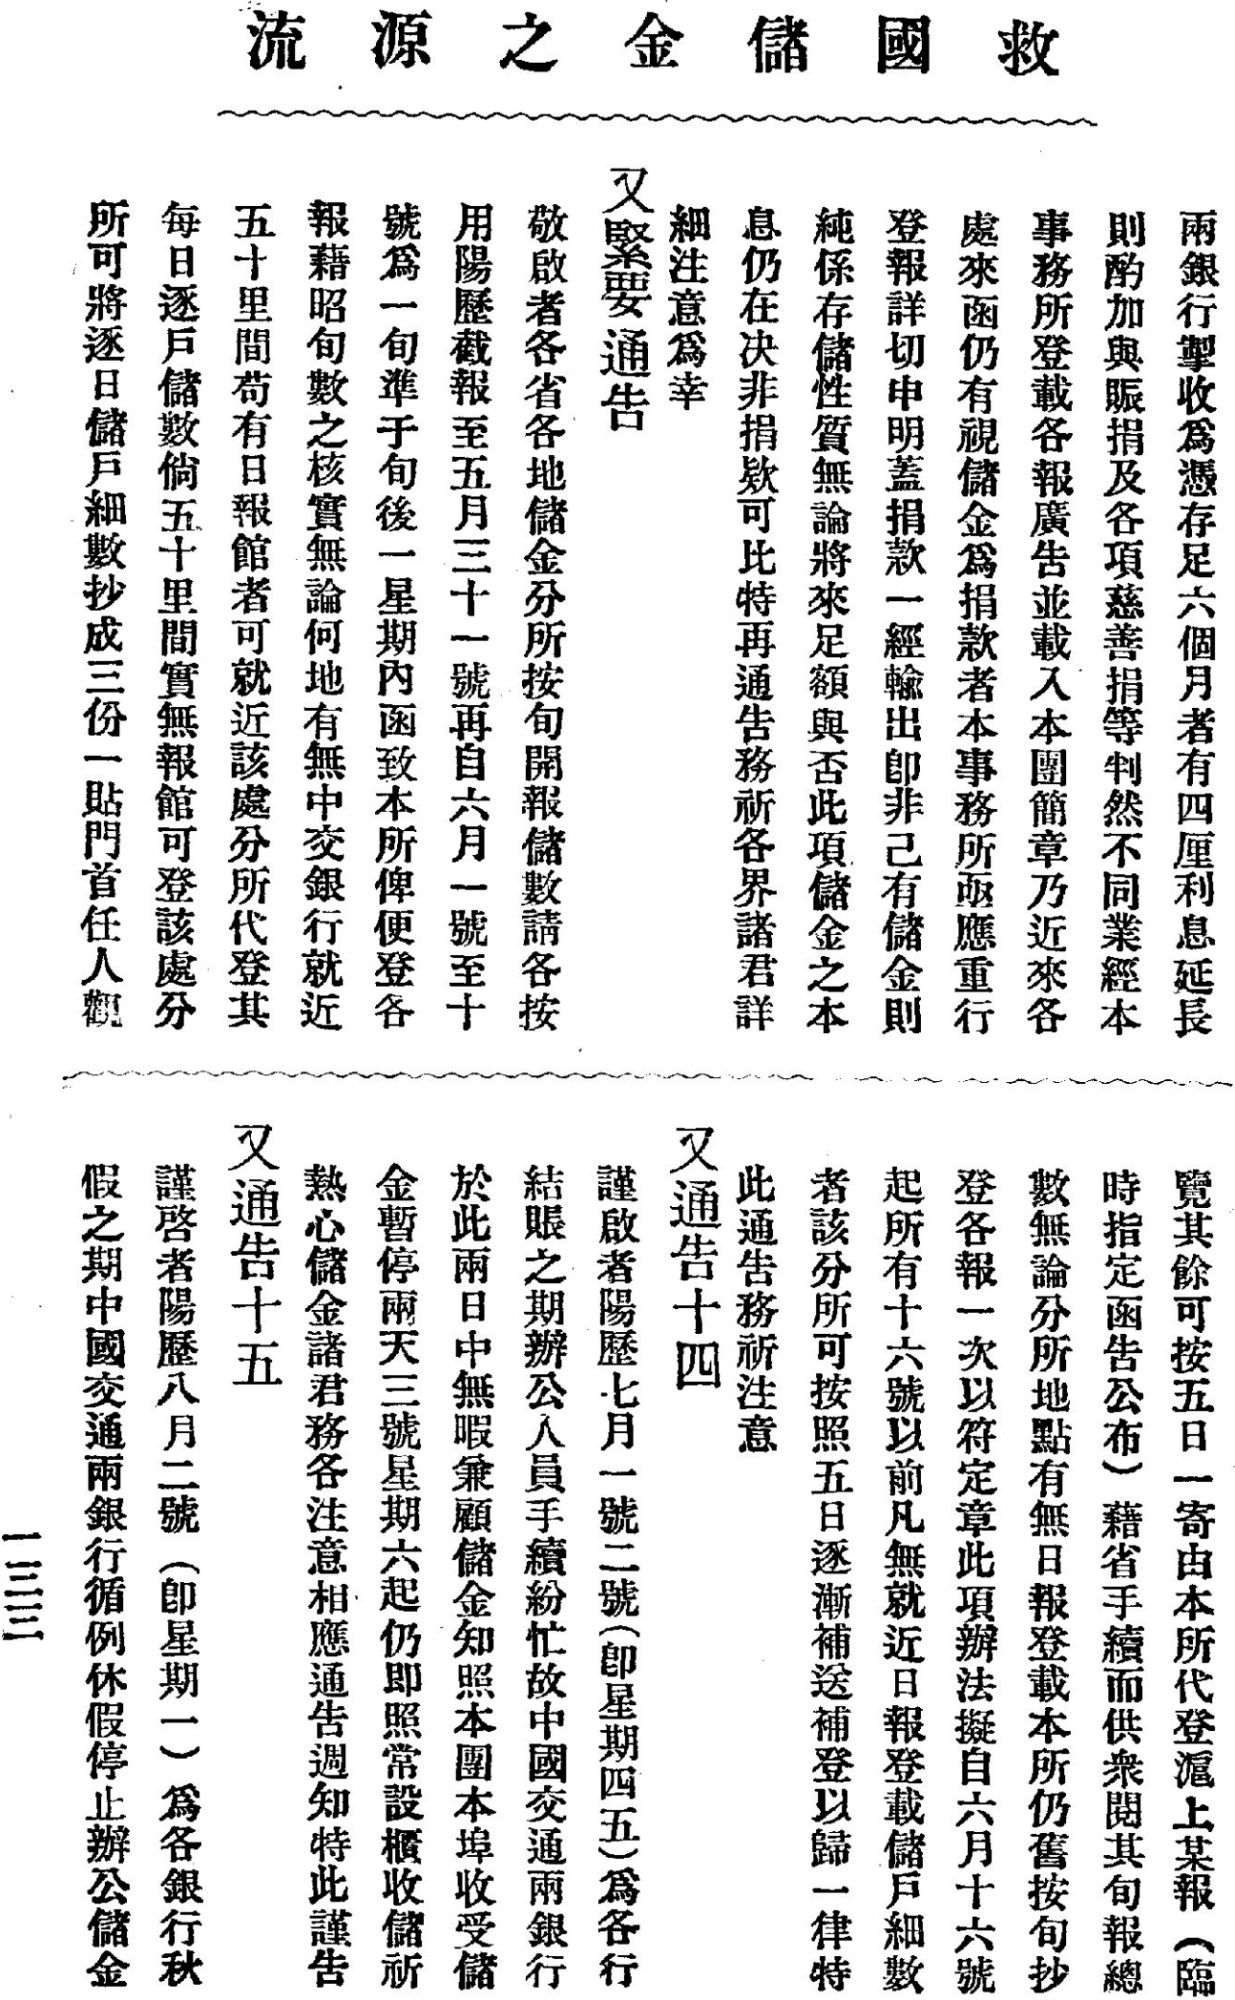 救國儲金之源流
兩銀行掣收爲憑存足六個月者有四厘利息延長
則酌加與賑捐及各項慈善捐等判然不同業經本
事務所登載各報廣告並載入本團簡章乃近來各
處來函仍有視儲金爲捐款者本事務所亟應重行
登報詳切申明蓋捐款一經輸出卽非己有儲金則
純係存儲性質無論將來足額與否此項儲金之本
息仍在决非捐欵可比特再通告務祈各界諸君詳
細注意爲幸
又緊要通告
敬啟者各省各地儲金分所按旬開報儲數請各按
用陽歷截報至五月三十一號再自六月一號至十
號爲一旬準于旬後一星期內函致本所俾便登各
報藉昭旬數之核實無論何地有無中交銀行就近
五十里間苟有日報館者可就近該處分所代登其
每日逐戶儲數倘五十里間實無報館可登該處分
所可將逐日儲戶細數抄成三份一貼門首任人觀
覽其餘可按五日一寄由本所代登滬上某報（臨
時指定函告公布）藉省手續而供衆閱其旬報總
數無論分所地點有無日報登載本所仍舊按旬抄
登各報一次以符定章此項辦法擬自六月十六號
起所有十六號以前凡無就近日報登載儲戶細數
者該分所可按照五日逐漸補送補登以歸一律特
此通告務祈注意
又通告十四
謹啟者陽歷七月一號二號（卽星期四五）爲各行
結賬之期辦公人員手續紛忙故中國交通兩銀行
於此兩日中無暇兼顧儲金知照本團本埠收受儲
金暫停兩天三號星期六起仍卽照常設櫃收儲祈
熱心儲金諸君務各注意相應通告週知特此謹告
又通告十五
謹啓者陽歷八月二號（卽星期一）爲各銀行秋
假之期中國交通兩銀行循例休假停止辦公儲金
一三三